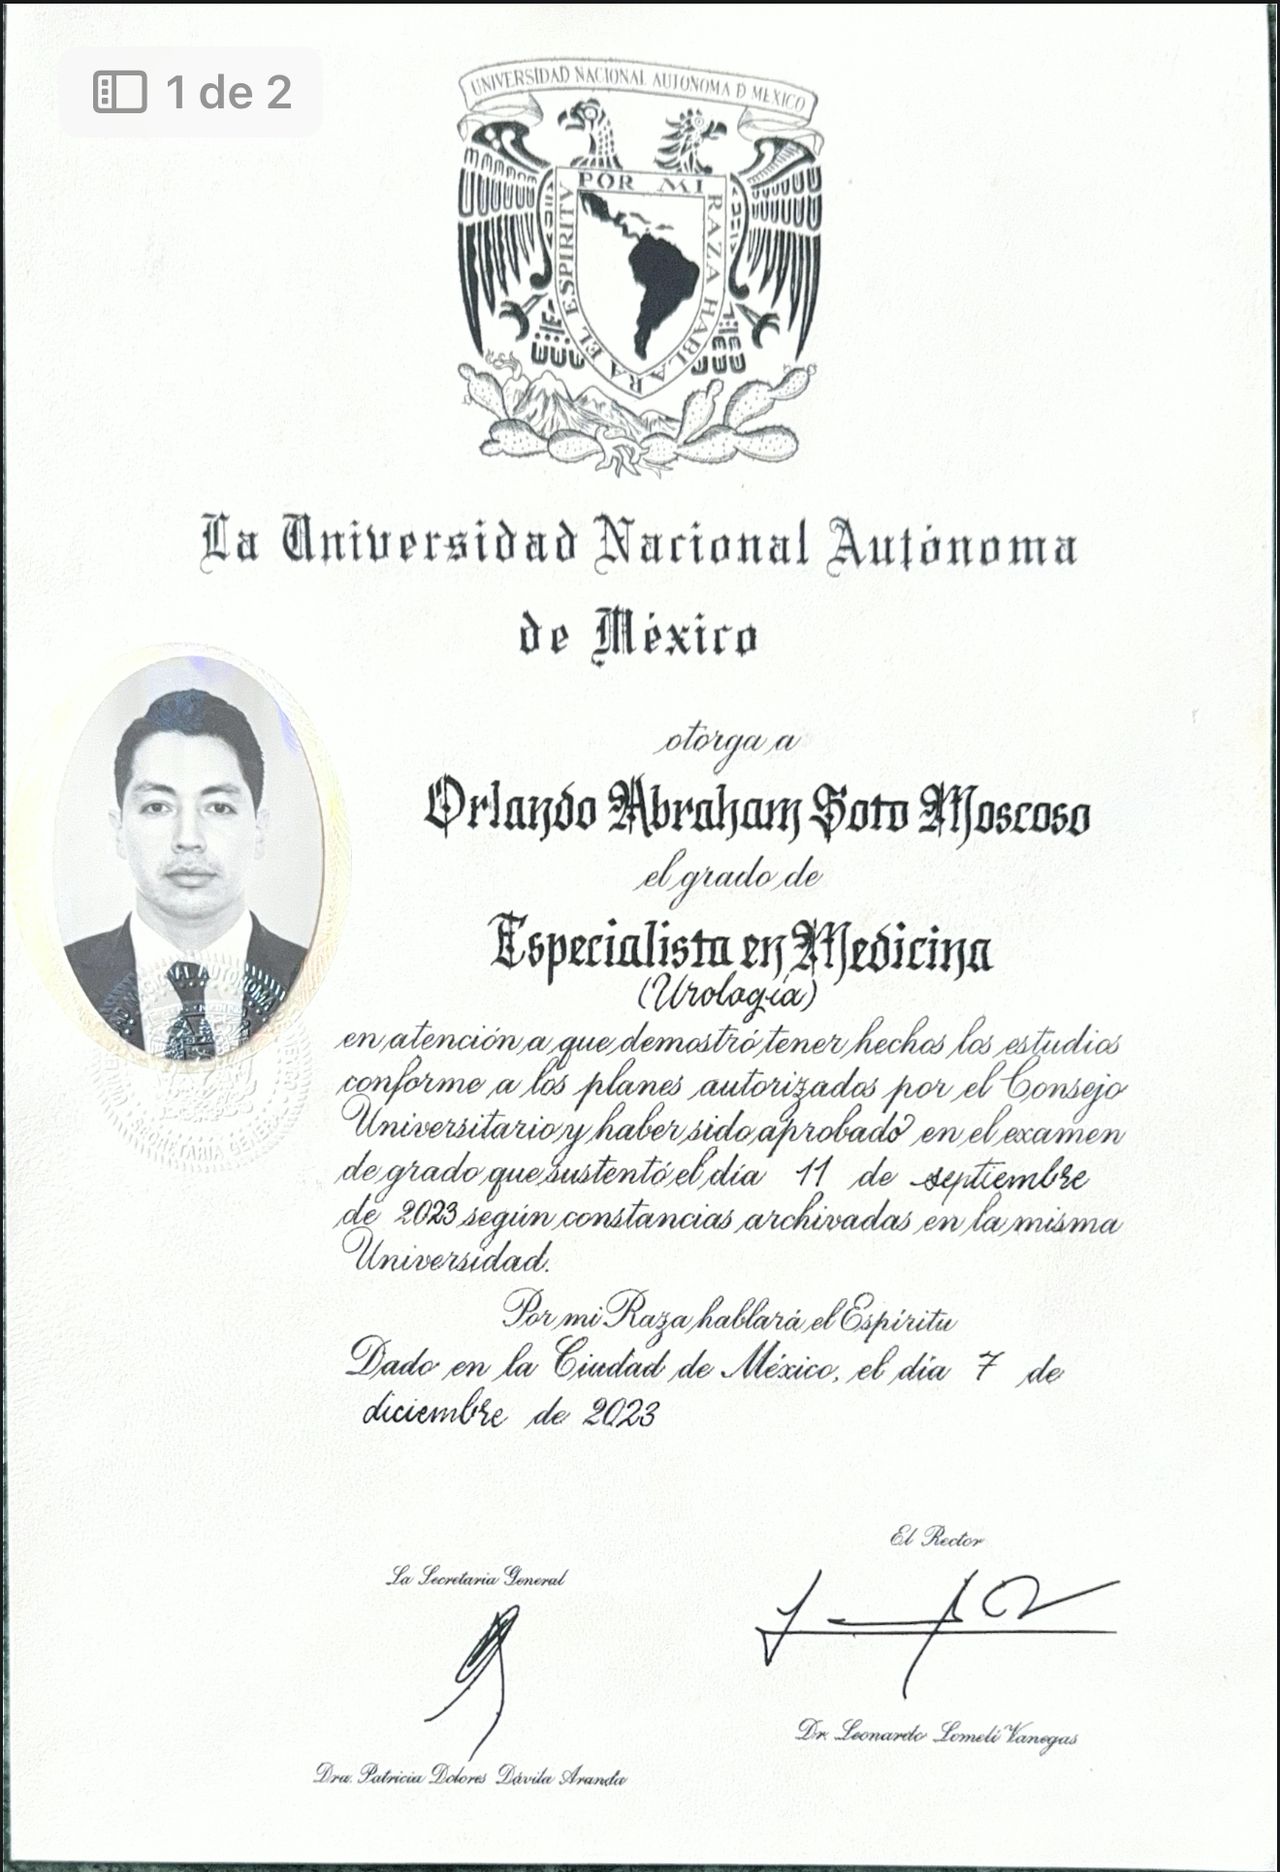 1 de 2
UNIVERSIDAD NACIONAL AUTONOMA D MEXICO
POR MI RAZA HABLARA EL ESPIRITV
La Universidad Nacional Autónoma
de México
otorga a
Orlando Abraham Soto Moscoso
el grado de
Especialista en Medicina
(Urología)
en atención a que demostró tener hechos los estudios
conforme a los planes autorizados por el Consejo
Universitario y haber sido aprobado en el examen
de grado que sustentó el día 11 de septiembre
de 2023 según constancias archivadas en la misma
Universidad.
Por mi Raza hablará el Espíritu
Dado en la Ciudad de México, el día 7 de
diciembre de 2023
El Rector
La Secretaria General
Dr. Leonardo Lomelí Vanegas
Dra. Patricia Dolores Dávila Aranda
SECRETARIA GENERAL